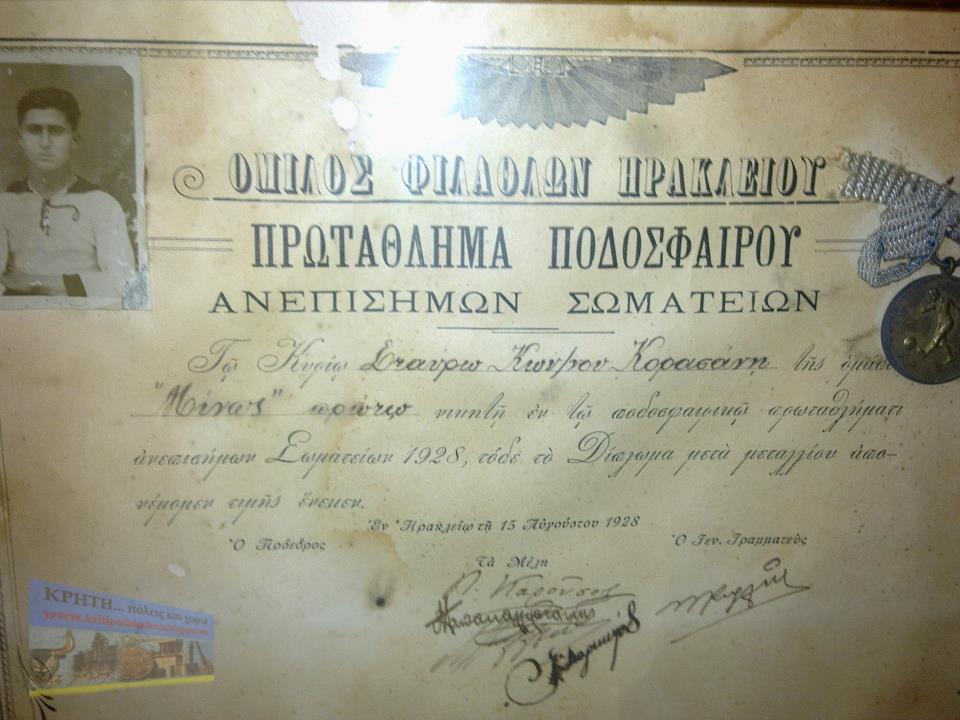 ΟΜΙΛΟΣ ΦΙΛΑΘΛΩΝ ΗΡΑΚΛΕΙΟΥ
ΠΡΩΤΑΘΛΗΜΑ ΠΟΔΟΣΦΑΙΡΟΥ
ΑΝΕΠΙΣΗΜΩΝ ΣΩΜΑΤΕΙΩΝ
Τῷ Κυρίῳ Σταύρω Κορασάνη τῆς ὁμάδος
"Μίνως" πρώτῳ νικητῇ ἐν τῷ ποδοσφαιρικῷ πρωταθλήματι
ἀνεπισήμων Σωματείων 1928, τόδε τὸ Δίπλωμα μετὰ μεταλλίου ἀπο-
νέμομεν τιμῆς ἕνεκεν.
Ἐν Ἡρακλείῳ τῇ 15 Αὐγούστου 1928
Ὁ Πρόεδρος
Τὰ Μέλη
Ὁ Γεν. Γραμματεὺς
ΚΡΗΤΗ... πόλεις και χωριά